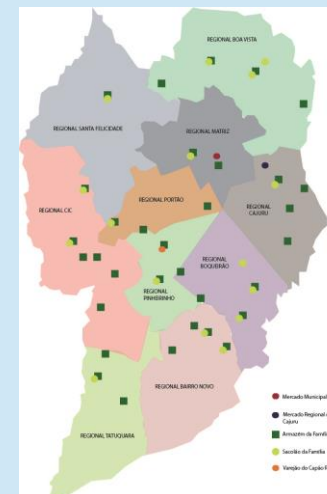 REGIONAL BOA VISTA
REGIONAL SANTA FELICIDADE
REGIONAL MATRIZ
REGIONAL CIC
REGIONAL PORTÃO
REGIONAL
CAJURU
REGIONAL
BOQUEIRÃO
REGIONAL
PINHEIRINHO
REGIONAL BAIRRO NOVO
REGIONAL TATUQUARA
Mercado Municipal
Mercado Regional
Cajuru
Armazém da Família
Sacolão da Família
Varejão do Capão